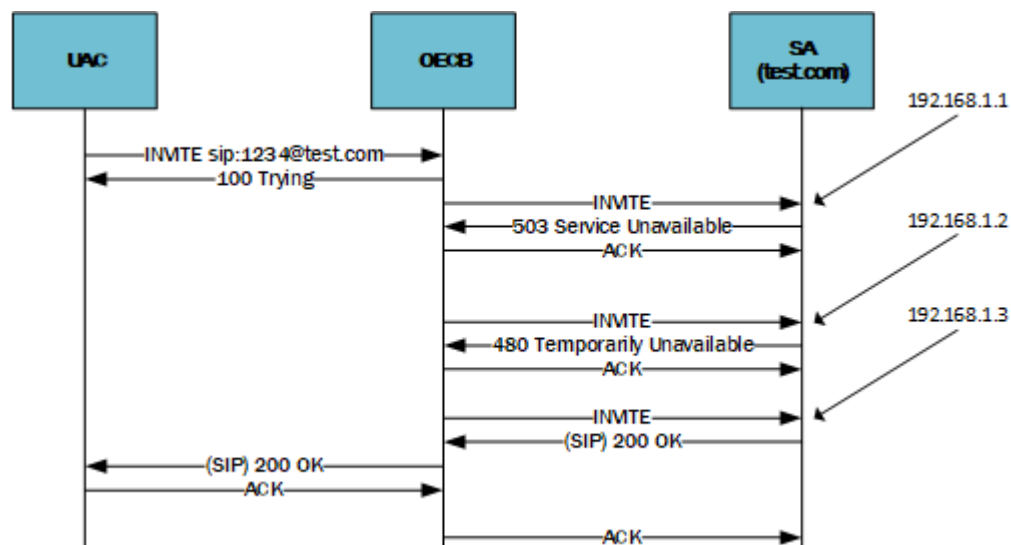 UAC
OECB
SA
(test.com)
192.168.1.1
INVITE sip:1234@test.com
100 Trying
INVITE
503 Service Unavailable
192.168.1.2
ACK
INVITE
192.168.1.3
480 Temporarily Unavailable
ACK
INVITE
(SIP) 200 OK
(SIP) 200 OK
ACK
ACK